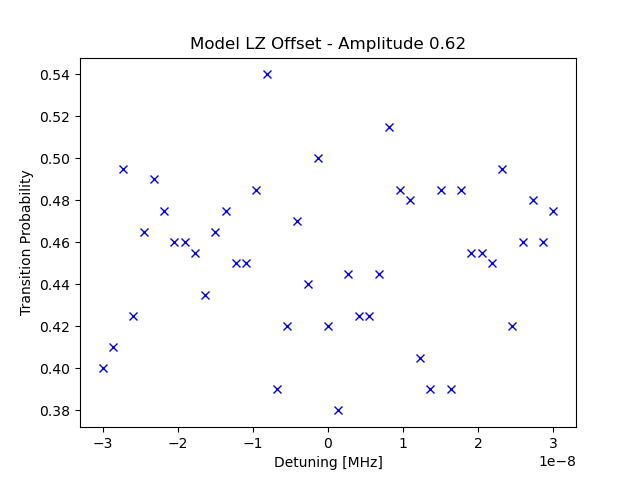 Model LZ Offset - Amplitude 0.62
Transition Probability
0.54
0.52
0.50
0.48
0.46
0.44
0.42
0.40
0.38
−3 −2 −1 0 1 2 3
1e−8
Detuning [MHz]